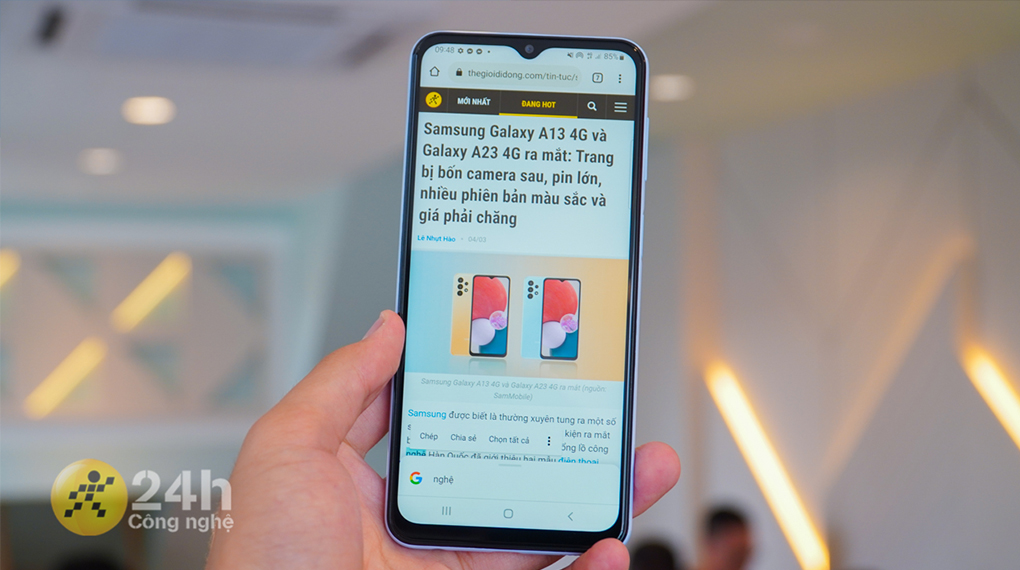 09:48
85%
thegioididong.com/tin-tuc/s
7
MỚI NHẤT
ĐANG HOT
Samsung Galaxy A13 4G và
Galaxy A23 4G ra mắt: Trang
bị bốn camera sau, pin lớn,
nhiều phiên bản màu sắc và
giá phải chăng
Lê Nhựt Hào
04/03
Samsung Galaxy A13 4G và Galaxy A23 4G ra mắt (nguồn:
SamMobile)
Samsung được biết là thường xuyên tung ra một số
kiện ra mắt
Chép Chia sẻ Chọn tất cả
ổng lồ công
nghệ Hàn Quốc đã giới thiệu hai mẫu điện thoại
nghệ
24h
Công nghệ